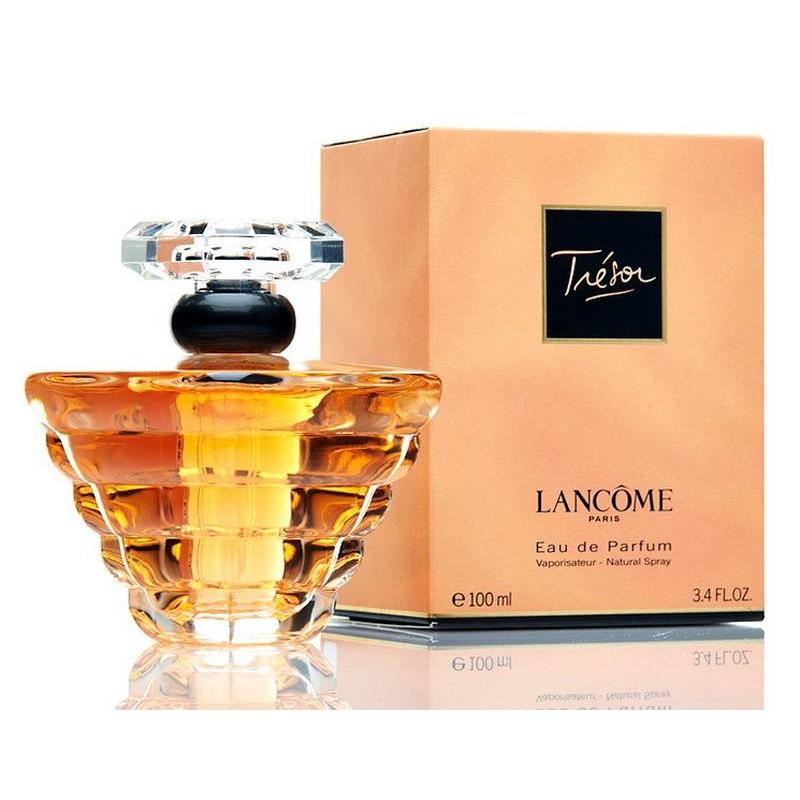 Trésor
LANCÔME
PARIS
Eau de Parfum
Vaporisateur - Natural Spray
e 100 ml
3.4 FL.OZ.